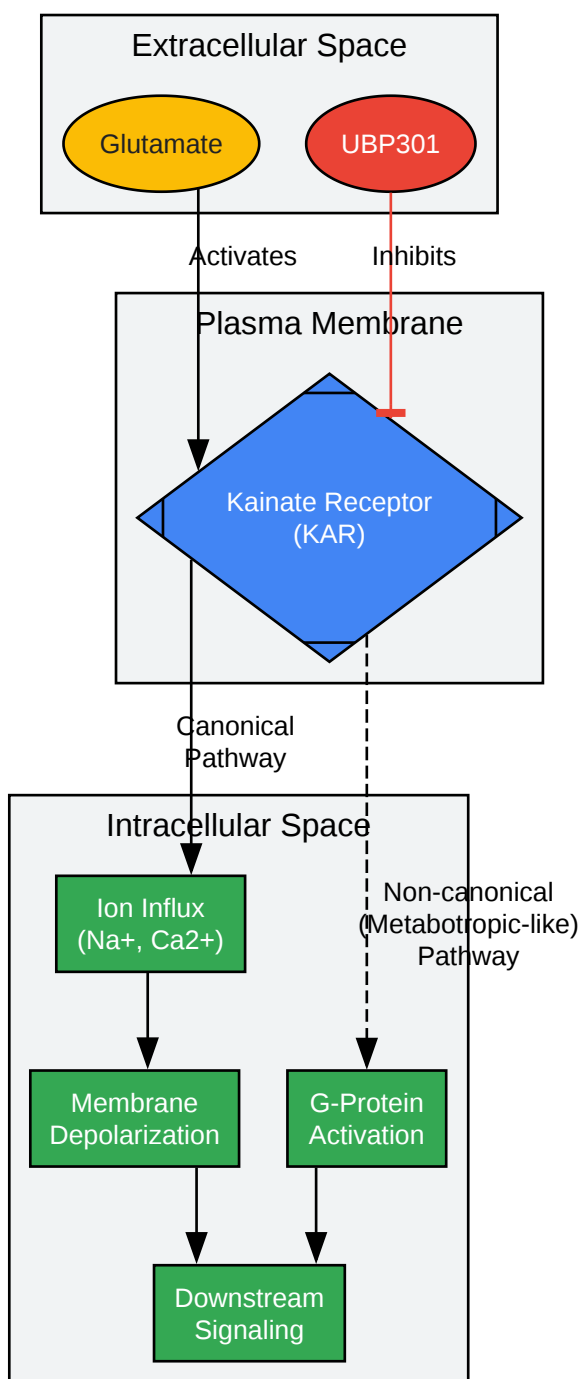 Extracellular Space
Glutamate
UBP301
Activates
Inhibits
Plasma Membrane
Kainate Receptor
(KAR)
Canonical
Pathway
Intracellular Space
Ion Influx
(Na+, Ca2+)
Non-canonical
(Metabotropic-like)
Pathway
Membrane
Depolarization
G-Protein
Activation
Downstream
Signaling